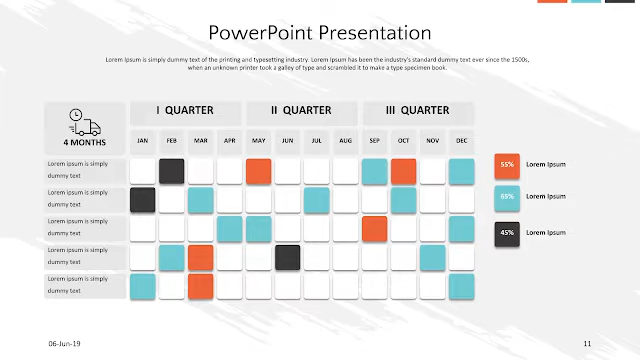 PowerPoint Presentation
Lorem Ipsum is simply dummy text of the printing and typesetting industry. Lorem Ipsum has been the industry's standard dummy text ever since the 1500s,
when an unknown printer took a galley of type and scrambled it to make a type specimen book.
I QUARTER II QUARTER III QUARTER
4 MONTHS
JAN FEB MAR APR MAY JUN JUL AUG SEP OCT NOV DEC
Lorem Ipsum is simply
dummy text
Lorem Ipsum is simply
dummy text
Lorem Ipsum is simply
dummy text
Lorem Ipsum is simply
dummy text
Lorem Ipsum is simply
dummy text
55% Lorem Ipsum
65% Lorem Ipsum
45% Lorem Ipsum
06-Jun-19
11